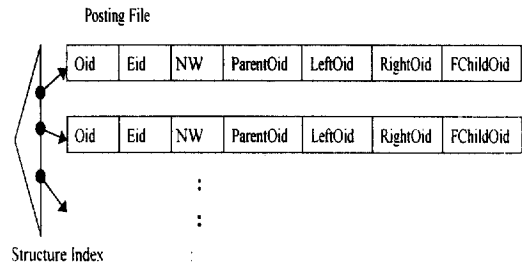 Posting File
Oid Eid NW ParentOid LeftOid RightOid FChildOid
Oid Eid NW ParentOid LeftOid RightOid FChildOid
:
:
:
Structure Index